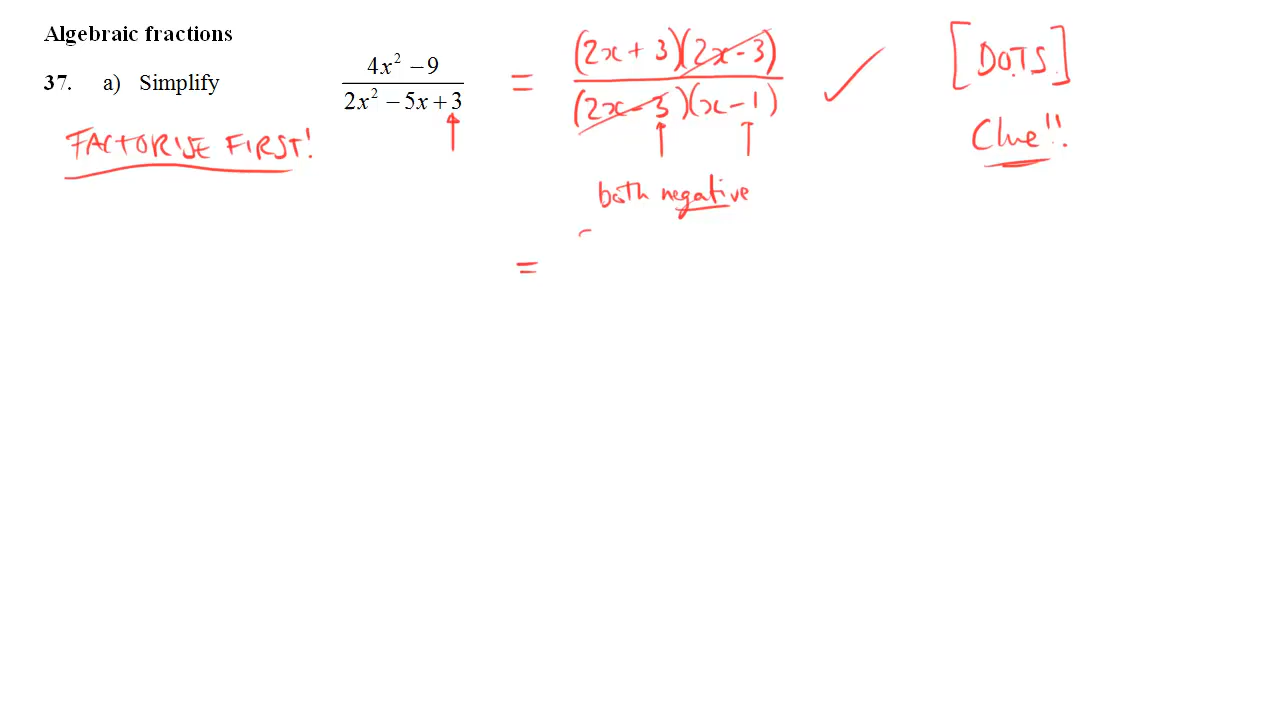 Algebraic fractions
37. a) Simplify
4x² − 9
2x² − 5x + 3
= (2x + 3)(2x − 3)
(2x − 3)(x − 1)
✓
[DOTS]
Clue!!
FACTORISE FIRST!
both negative
=